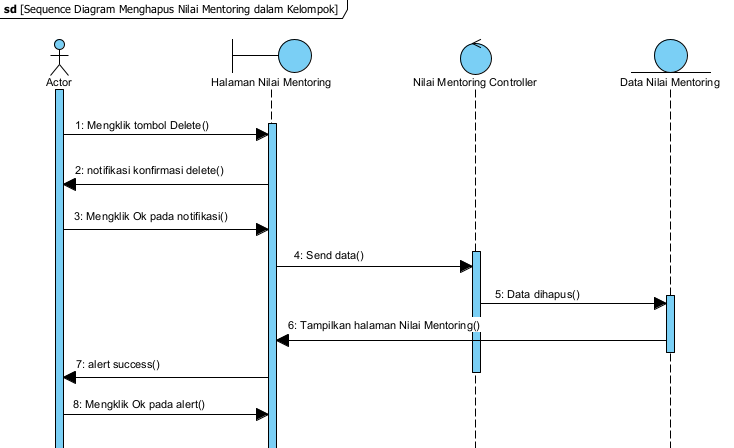 sd [Sequence Diagram Menghapus Nilai Mentoring dalam Kelompok]
Actor
Halaman Nilai Mentoring
Nilai Mentoring Controller
Data Nilai Mentoring
1: Mengklik tombol Delete()
2: notifikasi konfirmasi delete()
3: Mengklik Ok pada notifikasi()
4: Send data()
5: Data dihapus()
6: Tampilkan halaman Nilai Mentoring()
7: alert success()
8: Mengklik Ok pada alert()